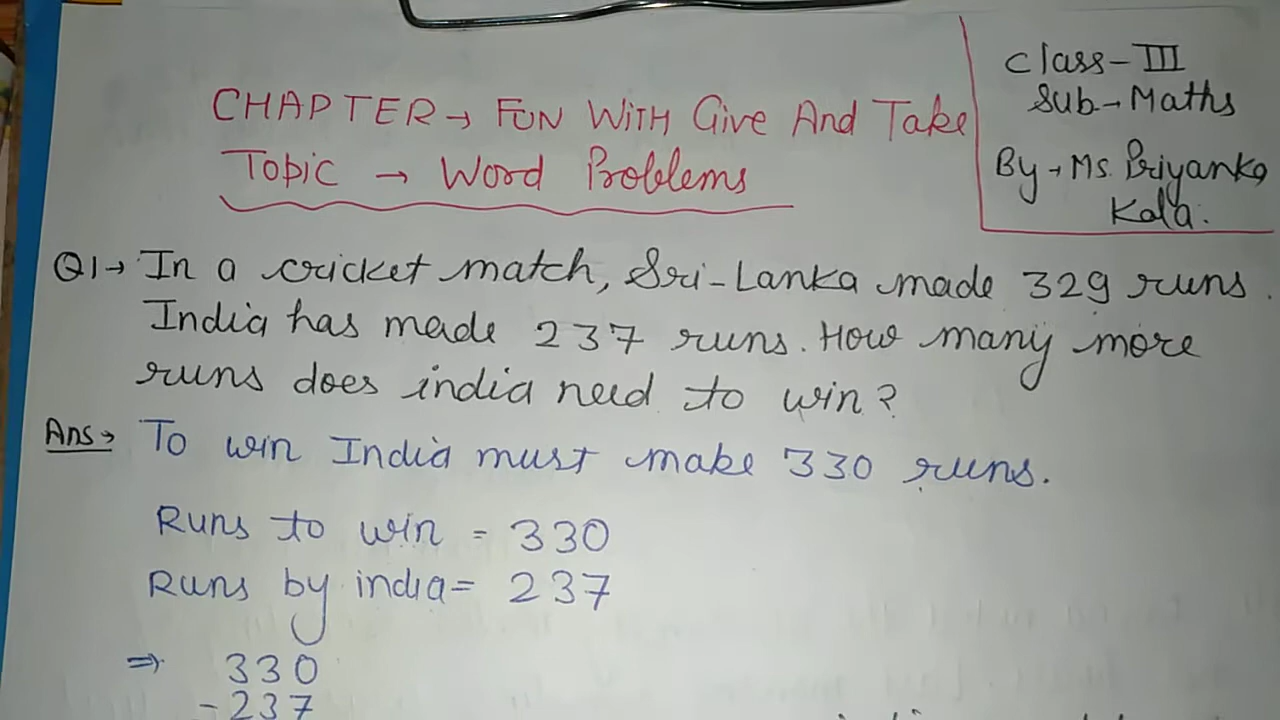 Class-III
Sub→Maths
By→Ms. Priyanka
Kala.
CHAPTER→ FUN WITH Give And Take
Topic → Word Problems
Q1→ In a cricket match, Sri-Lanka made 329 runs.
India has made 237 runs. How many more
runs does india need to win?
Ans→ To win India must make 330 runs.
Runs to win = 330
Runs by india= 237
⇒ 330
-237